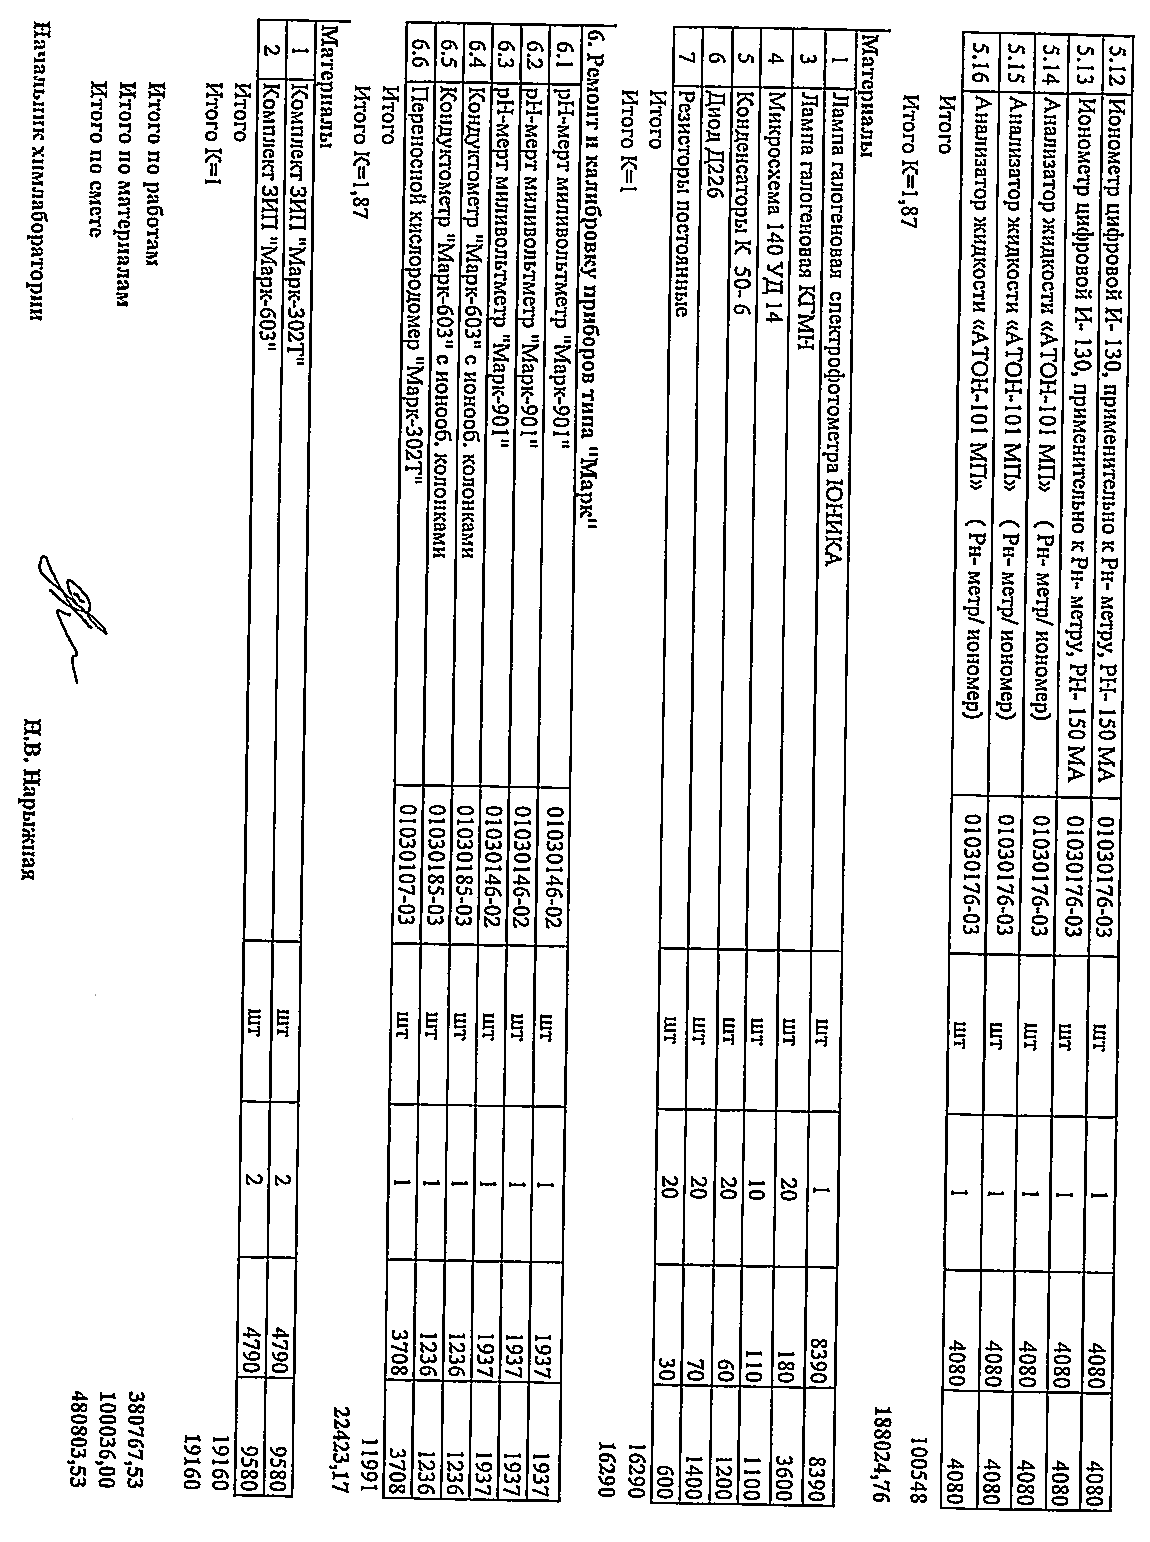 5.12 Иономер цифровой И- 130, применительно к Рн- метру, РН- 150 МА 01030176-03 шт 1 4080 4080
5.13 Иономер цифровой И- 130, применительно к Рн- метру, РН- 150 МА 01030176-03 шт 1 4080 4080
5.14 Анализатор жидкости «АТОН-101 МП» ( Рн- метр/ иономер) 01030176-03 шт 1 4080 4080
5.15 Анализатор жидкости «АТОН-101 МП» ( Рн- метр/ иономер) 01030176-03 шт 1 4080 4080
5.16 Анализатор жидкости «АТОН-101 МП» ( Рн- метр/ иономер) 01030176-03 шт 1 4080 4080
Итого 100548
Итого К=1,87 188024,76
Материалы
1 Лампа галогеновая спектрофотометра ЮНИКА шт 1 8390 8390
3 Лампа галогеновая КГМН шт 20 180 3600
4 Микросхема 140 УД 14 шт 10 110 1100
5 Конденсаторы К 50- 6 шт 20 60 1200
6 Диод Д226 шт 20 70 1400
7 Резисторы постоянные шт 20 30 600
Итого 16290
Итого К=1 16290
6. Ремонт и калибровку приборов типа "Марк"
6.1 рН-мерт миливольтметр "Марк-901" 01030146-02 шт 1 1937 1937
6.2 рН-мерт миливольтметр "Марк-901" 01030146-02 шт 1 1937 1937
6.3 рН-мерт миливольтметр "Марк-901" 01030146-02 шт 1 1937 1937
6.4 Кондуктометр "Марк-603" с ионооб. колонками 01030185-03 шт 1 1236 1236
6.5 Кондуктометр "Марк-603" с ионооб. колонками 01030185-03 шт 1 1236 1236
6.6 Переносной кислородомер "Марк-302Т" 01030107-03 шт 1 3708 3708
Итого 11991
Итого К=1,87 22423,17
Материалы
1 Комплект ЗИП "Марк-302Т" шт 2 4790 9580
2 Комплект ЗИП "Марк-603" шт 2 4790 9580
Итого 19160
Итого К=1 19160
Итого по работам 380767,53
Итого по материалам 100036,00
Итого по смете 480803,53
Начальник химлаборатории Н.В. Нарыжная